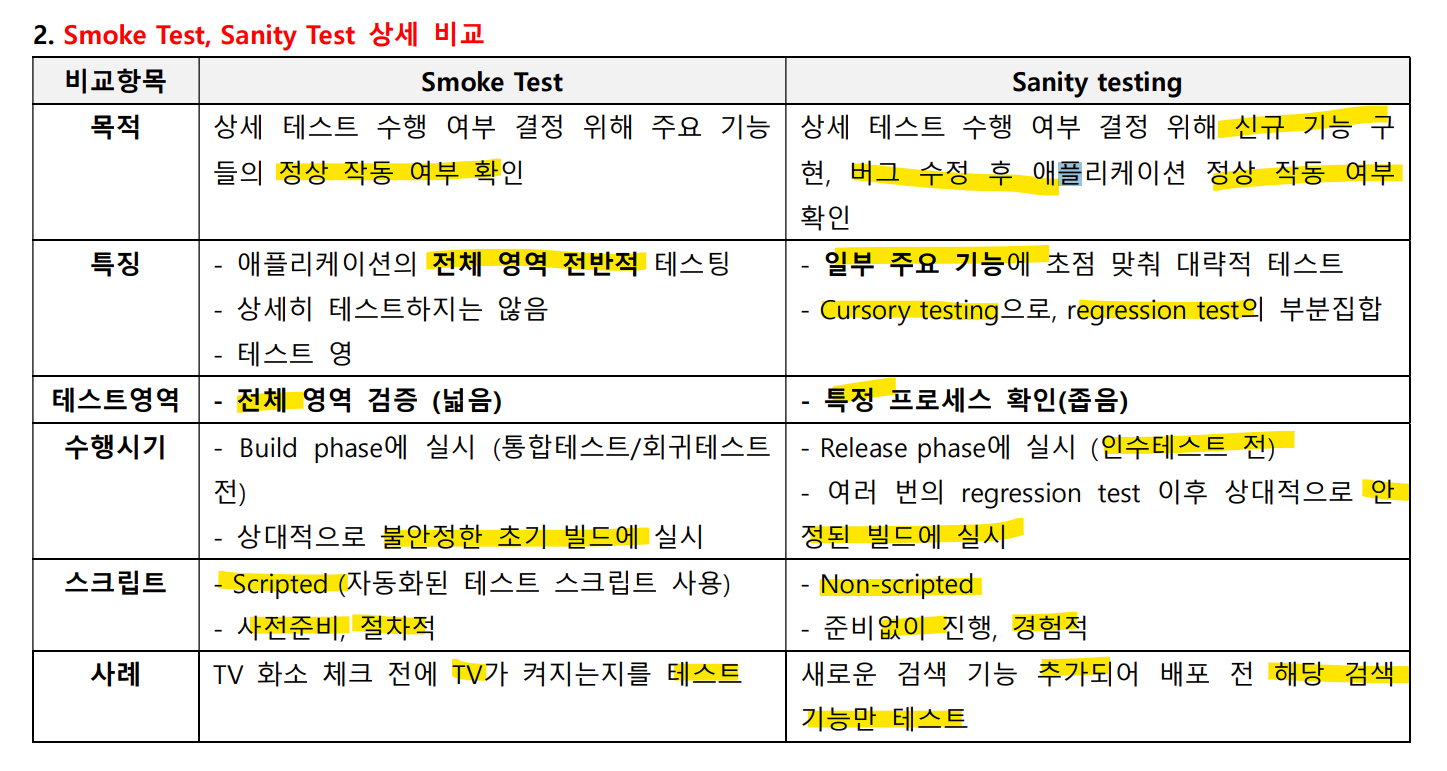 2. Smoke Test, Sanity Test 상세 비교
비교항목 Smoke Test Sanity testing
목적
상세 테스트 수행 여부 결정 위해 주요 기능
들의 정상 작동 여부 확인
상세 테스트 수행 여부 결정 위해 신규 기능 구
현, 버그 수정 후 애플리케이션 정상 작동 여부
확인
특징
- 애플리케이션의 전체 영역 전반적 테스팅
- 상세히 테스트하지는 않음
- 테스트 영
- 일부 주요 기능에 초점 맞춰 대략적 테스트
- Cursory testing으로, regression test의 부분집합
테스트영역
- 전체 영역 검증 (넓음)
- 특정 프로세스 확인(좁음)
수행시기
- Build phase에 실시 (통합테스트/회귀테스트
전)
- 상대적으로 불안정한 초기 빌드에 실시
- Release phase에 실시 (인수테스트 전)
- 여러 번의 regression test 이후 상대적으로 안
정된 빌드에 실시
스크립트
- Scripted (자동화된 테스트 스크립트 사용)
- 사전준비, 절차적
- Non-scripted
- 준비없이 진행, 경험적
사례
TV 화소 체크 전에 TV가 켜지는지를 테스트
새로운 검색 기능 추가되어 배포 전 해당 검색
기능만 테스트